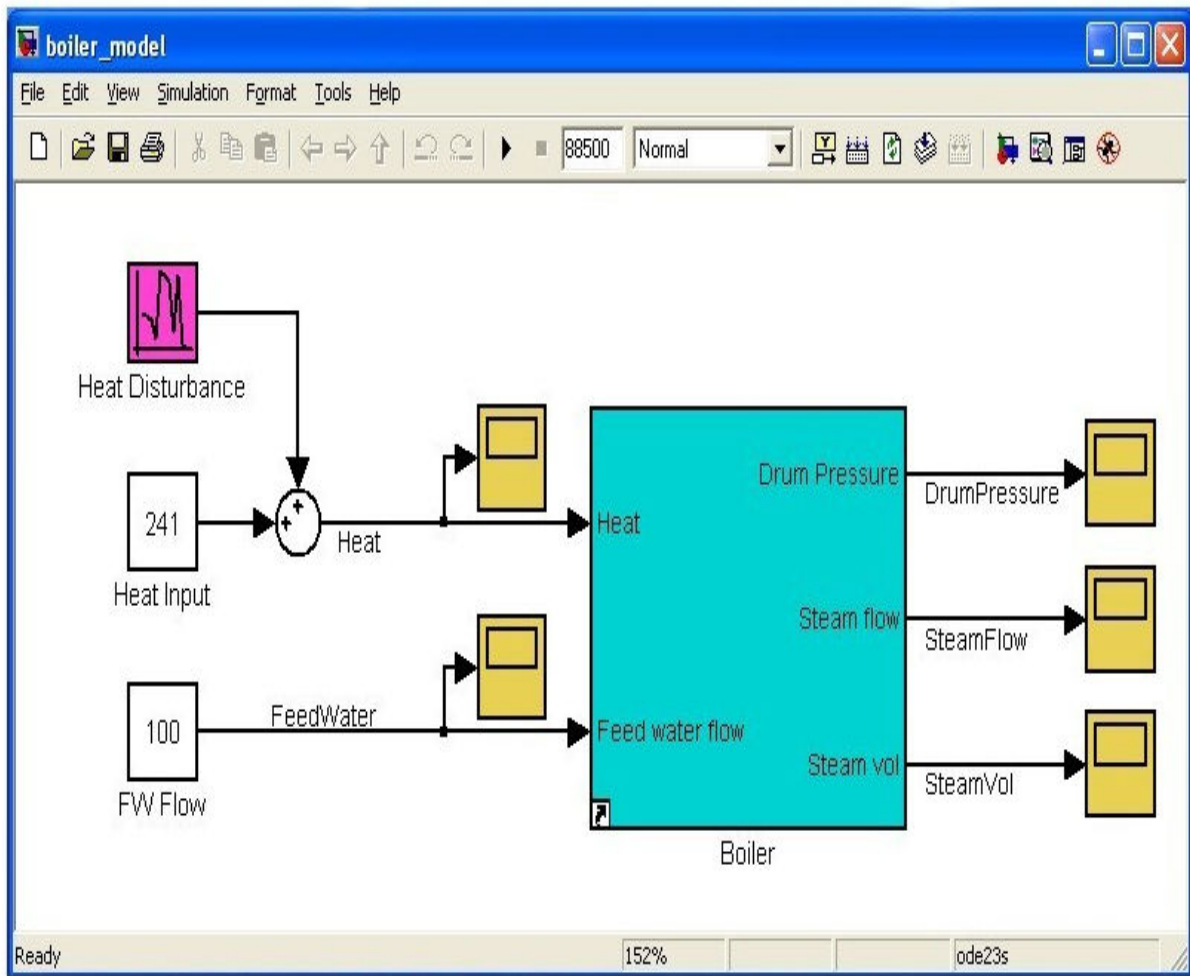 boiler_model
File Edit View Simulation Format Tools Help
88500 Normal
Heat Disturbance
241
Heat Input
Heat
Heat
Drum Pressure
DrumPressure
Steam flow
SteamFlow
100
FW Flow
FeedWater
Feed water flow
Steam vol
SteamVol
Boiler
Ready 152% ode23s